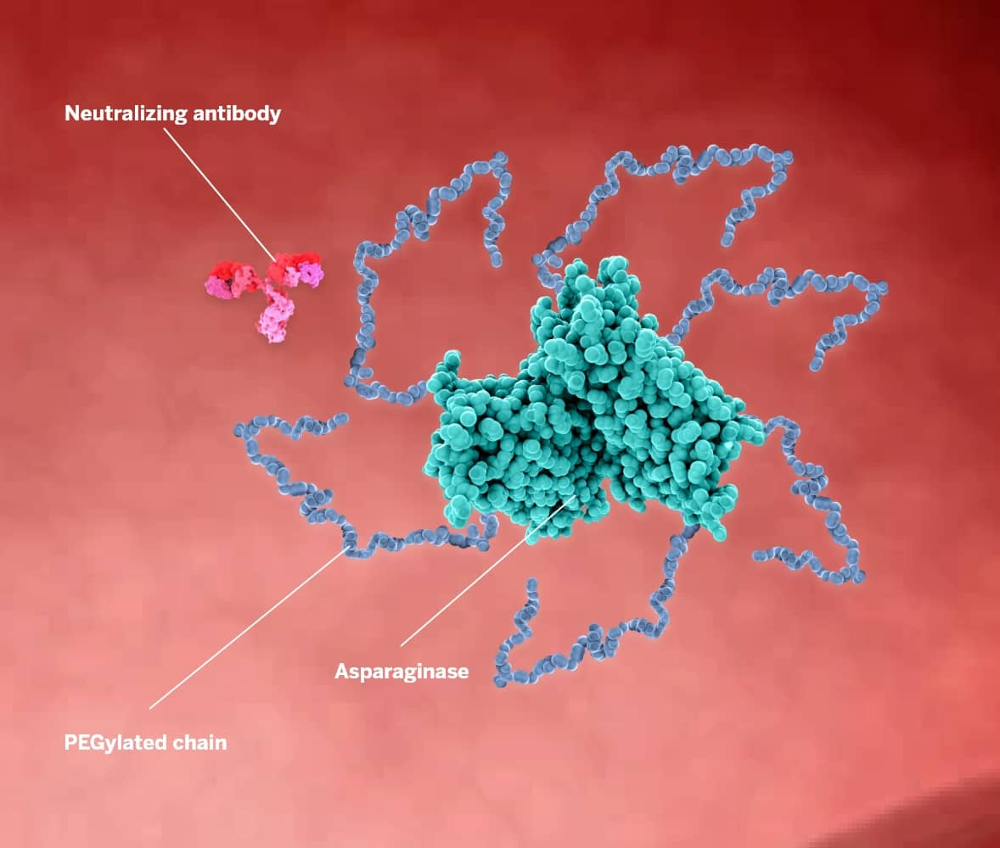 Neutralizing antibody
Asparaginase
PEGylated chain